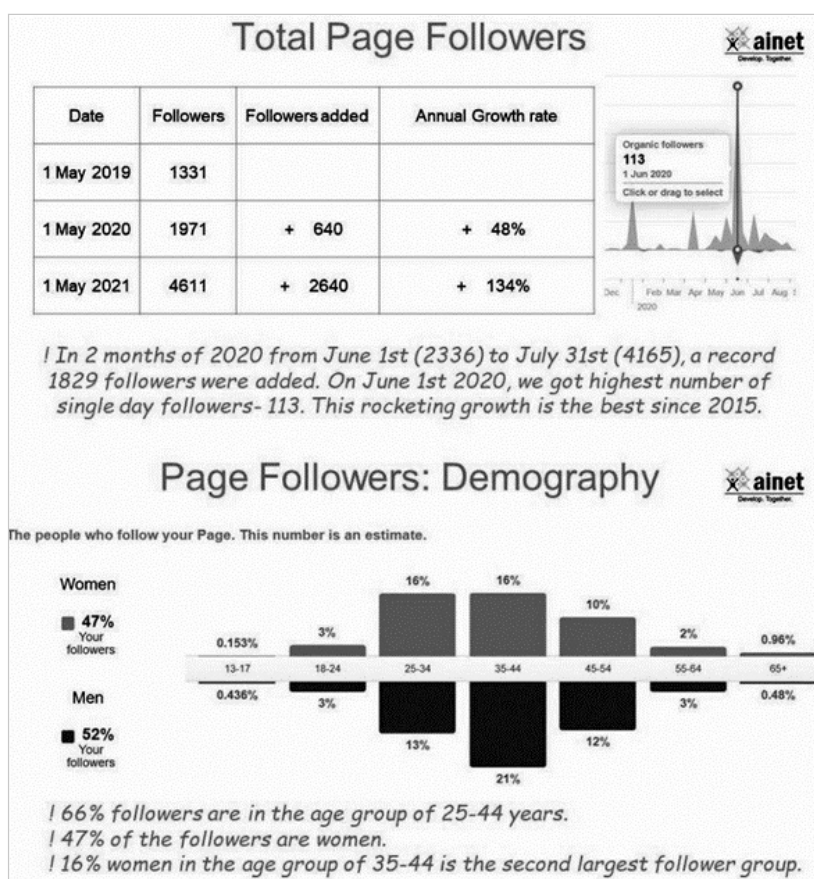 Total Page Followers
ainet
Develop. Together.
Date Followers Followers added Annual Growth rate
1 May 2019 1331
1 May 2020 1971 + 640 + 48%
1 May 2021 4611 + 2640 + 134%
Organic followers
113
1 Jun 2020
Click or drag to select
Dec Feb Mar Apr May Jun Jul Aug
2020
! In 2 months of 2020 from June 1st (2336) to July 31st (4165), a record
1829 followers were added. On June 1st 2020, we got highest number of
single day followers- 113. This rocketing growth is the best since 2015.
Page Followers: Demography
ainet
Develop. Together.
The people who follow your Page. This number is an estimate.
Women
47%
Your
followers
0.153% 3% 16% 16% 10% 2% 0.96%
13-17 18-24 25-34 35-44 45-54 55-64 65+
0.436% 3% 13% 21% 12% 3% 0.48%
Men
52%
Your
followers
! 66% followers are in the age group of 25-44 years.
! 47% of the followers are women.
! 16% women in the age group of 35-44 is the second largest follower group.